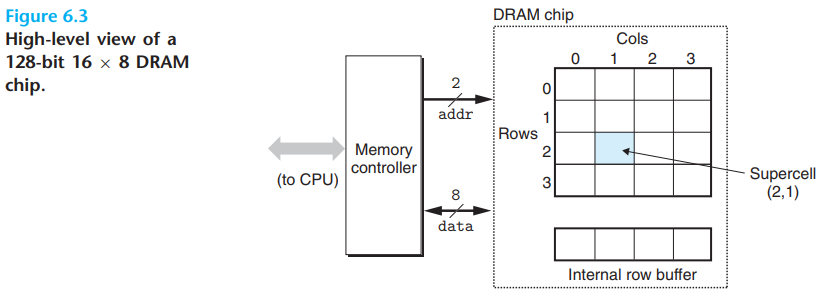 Figure 6.3
High-level view of a
128-bit 16 × 8 DRAM
chip.
DRAM chip
Cols
0 1 2 3
0
1
Rows
2
3
2
addr
Memory
controller
(to CPU)
8
data
Supercell
(2,1)
Internal row buffer